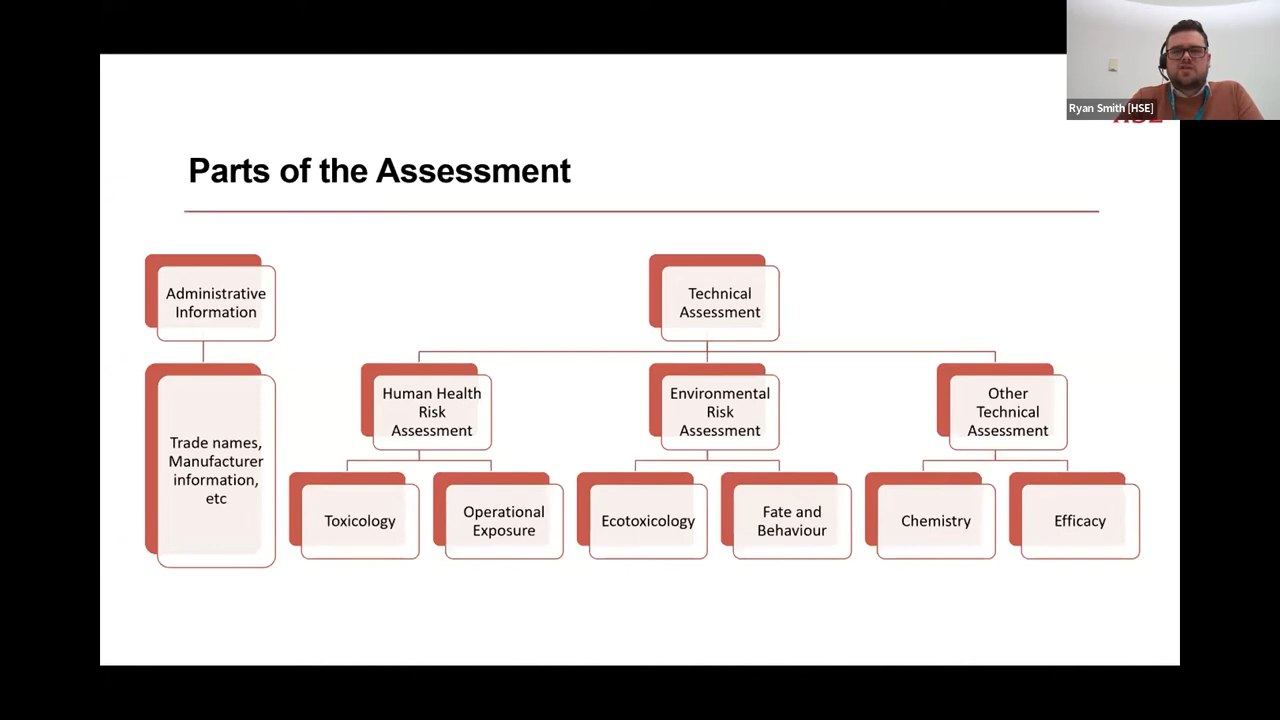 Ryan Smith [HSE]
Parts of the Assessment
Administrative
Information
Technical
Assessment
Trade names,
Manufacturer
information,
etc
Human Health
Risk
Assessment
Environmental
Risk
Assessment
Other
Technical
Assessment
Toxicology
Operational
Exposure
Ecotoxicology
Fate and
Behaviour
Chemistry
Efficacy